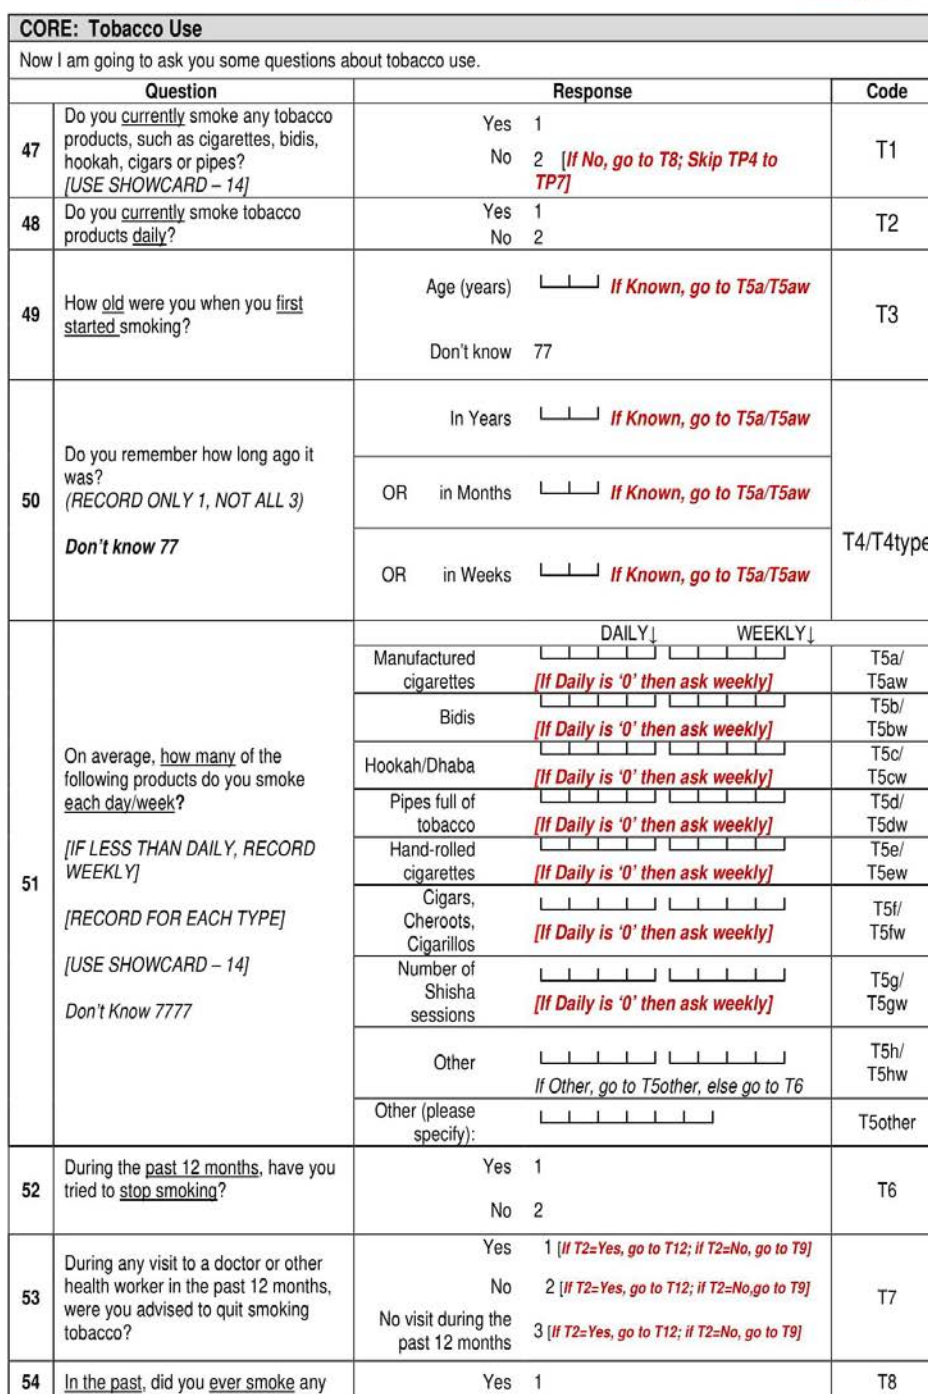 CORE: Tobacco Use
Now I am going to ask you some questions about tobacco use.
Question Response Code
47
Do you currently smoke any tobacco
products, such as cigarettes, bidis,
hookah, cigars or pipes?
[USE SHOWCARD – 14]
Yes 1
No 2 [If No, go to T8; Skip TP4 to
TP7]
T1
48
Do you currently smoke tobacco
products daily?
Yes 1
No 2
T2
49
How old were you when you first
started smoking?
Age (years) If Known, go to T5a/T5aw
Don't know 77
T3
50
Do you remember how long ago it
was?
(RECORD ONLY 1, NOT ALL 3)
Don't know 77
In Years If Known, go to T5a/T5aw
OR in Months If Known, go to T5a/T5aw
OR in Weeks If Known, go to T5a/T5aw
T4/T4type
51
On average, how many of the
following products do you smoke
each day/week?
[IF LESS THAN DAILY, RECORD
WEEKLY]
[RECORD FOR EACH TYPE]
[USE SHOWCARD – 14]
Don't Know 7777
DAILY↓ WEEKLY↓
Manufactured
cigarettes
[If Daily is '0' then ask weekly]
T5a/
T5aw
Bidis
[If Daily is '0' then ask weekly]
T5b/
T5bw
Hookah/Dhaba
[If Daily is '0' then ask weekly]
T5c/
T5cw
Pipes full of
tobacco
[If Daily is '0' then ask weekly]
T5d/
T5dw
Hand-rolled
cigarettes
[If Daily is '0' then ask weekly]
T5e/
T5ew
Cigars,
Cheroots,
Cigarillos
[If Daily is '0' then ask weekly]
T5f/
T5fw
Number of
Shisha
sessions
[If Daily is '0' then ask weekly]
T5g/
T5gw
Other
If Other, go to T5other, else go to T6
T5h/
T5hw
Other (please
specify):
T5other
52
During the past 12 months, have you
tried to stop smoking?
Yes 1
No 2
T6
53
During any visit to a doctor or other
health worker in the past 12 months,
were you advised to quit smoking
tobacco?
Yes 1 [If T2=Yes, go to T12; if T2=No, go to T9]
No 2 [If T2=Yes, go to T12; if T2=No,go to T9]
No visit during the
past 12 months
3 [If T2=Yes, go to T12; if T2=No, go to T9]
T7
54
In the past, did you ever smoke any
Yes 1
T8